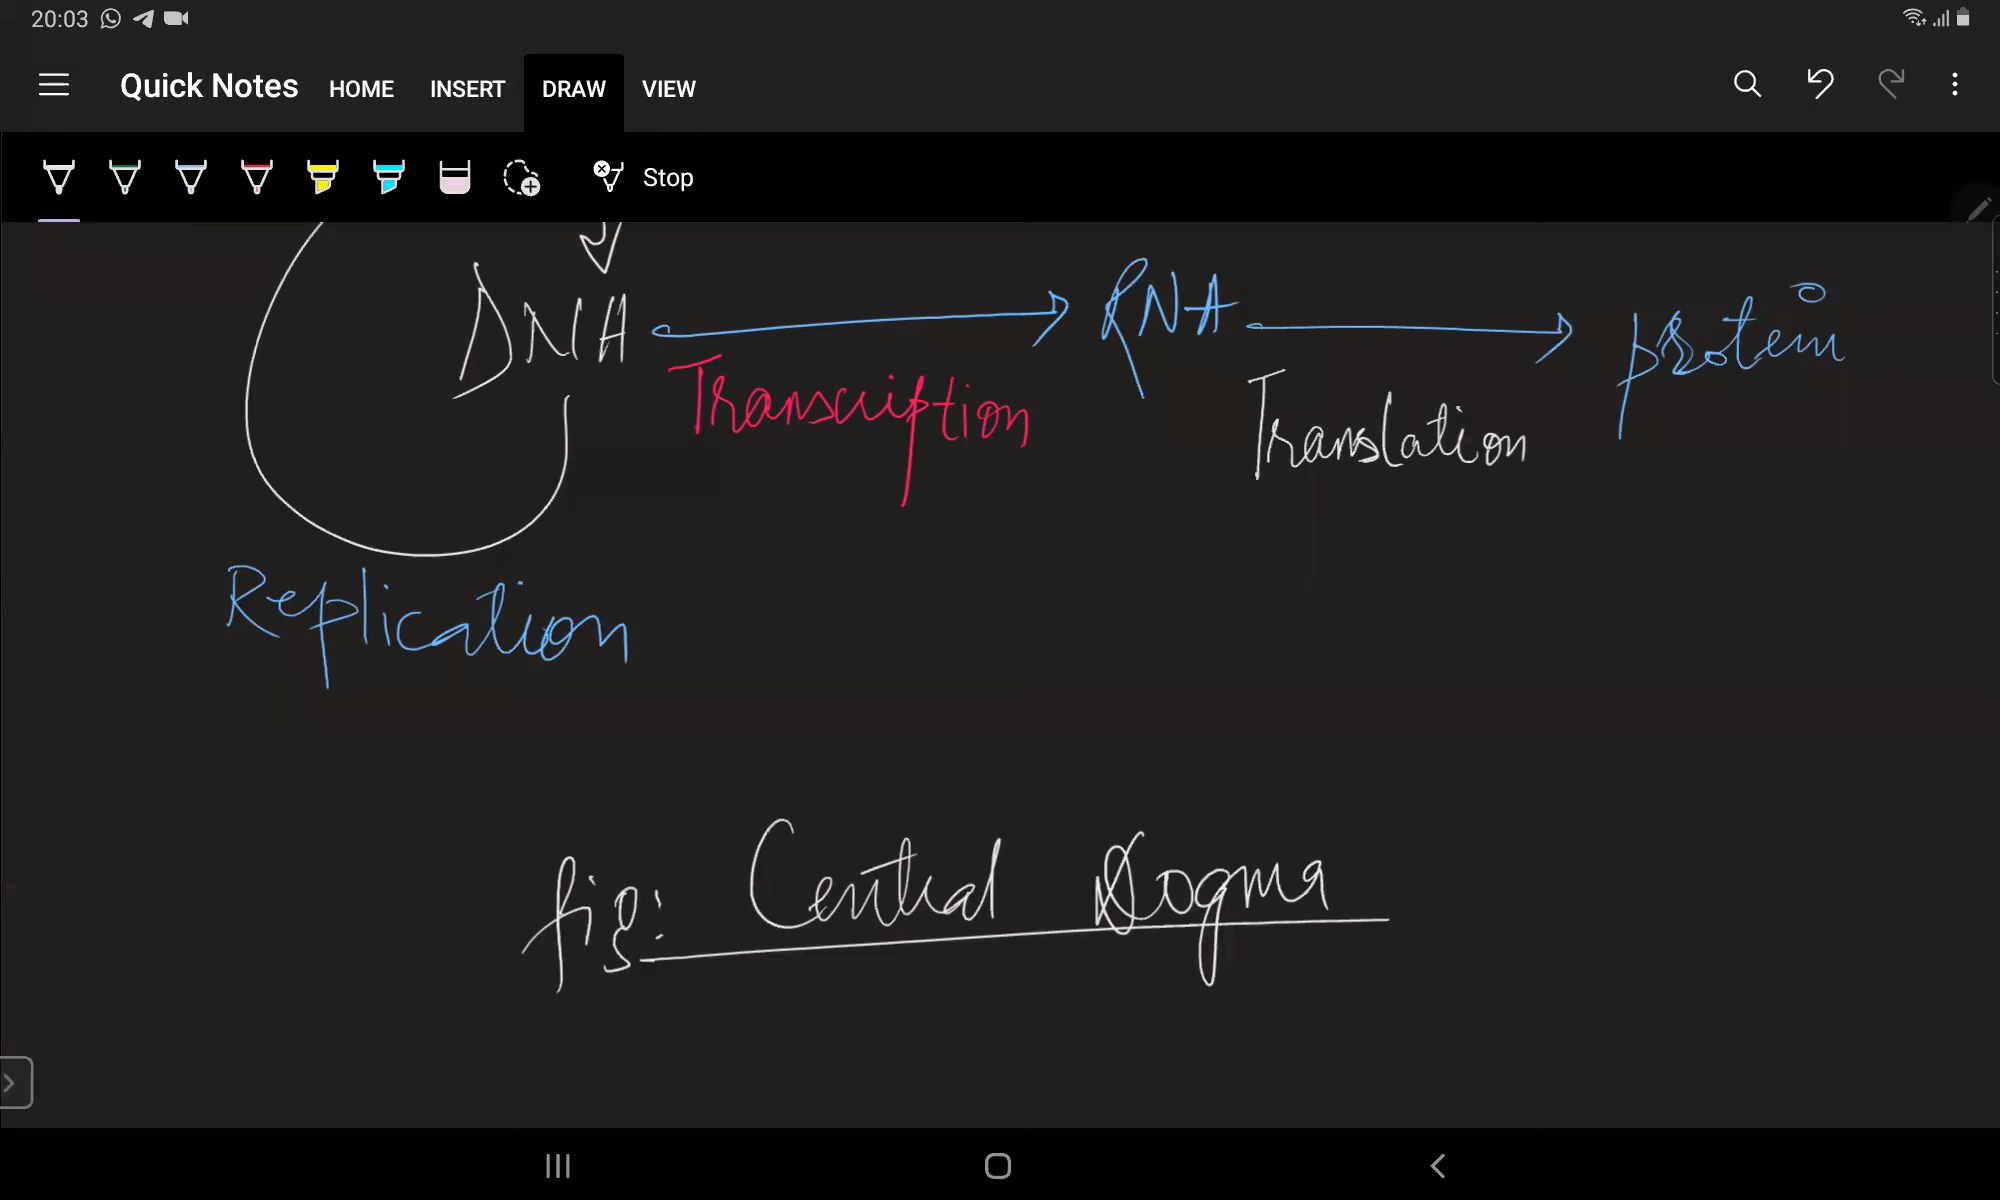 20:03
Quick Notes HOME INSERT DRAW VIEW
Stop
DNA RNA protein
Transcription Translation
Replication
fig: Central Dogma